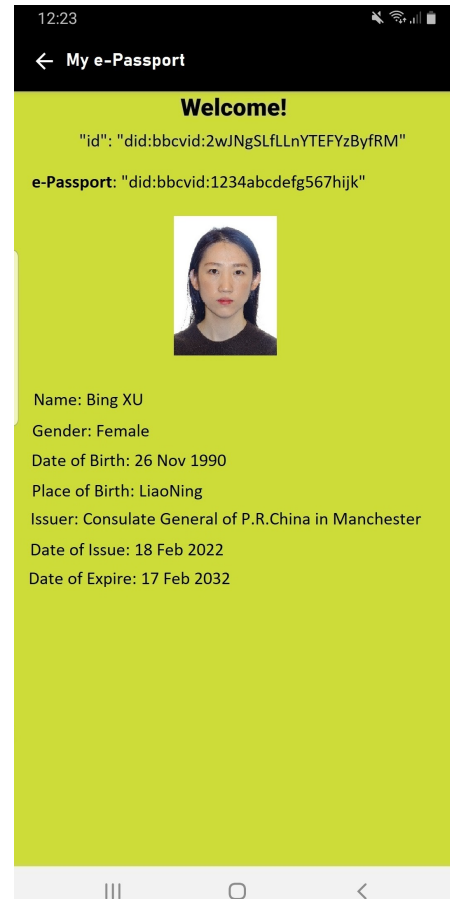 12:23
My e-Passport
Welcome!
"id": "did:bbcvid:2wJNgSLfLLnYTEFYzByfRM"
e-Passport: "did:bbcvid:1234abcdefg567hijk"
Name: Bing XU
Gender: Female
Date of Birth: 26 Nov 1990
Place of Birth: LiaoNing
Issuer: Consulate General of P.R.China in Manchester
Date of Issue: 18 Feb 2022
Date of Expire: 17 Feb 2032